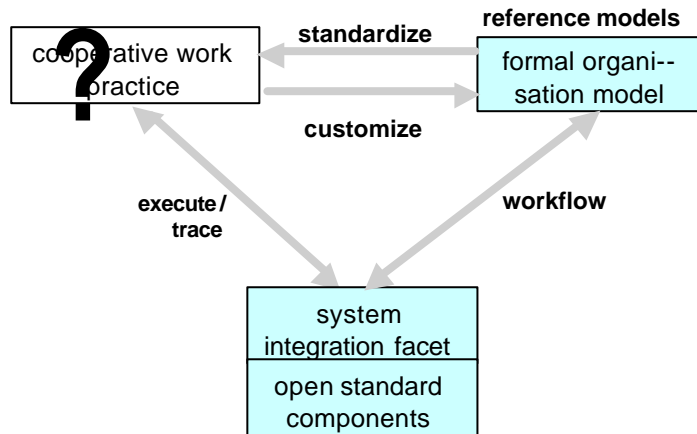 reference models
standardize
cooperative work
practice
?
formal organi--
sation model
customize
execute/
trace
workflow
system
integration facet
open standard
components